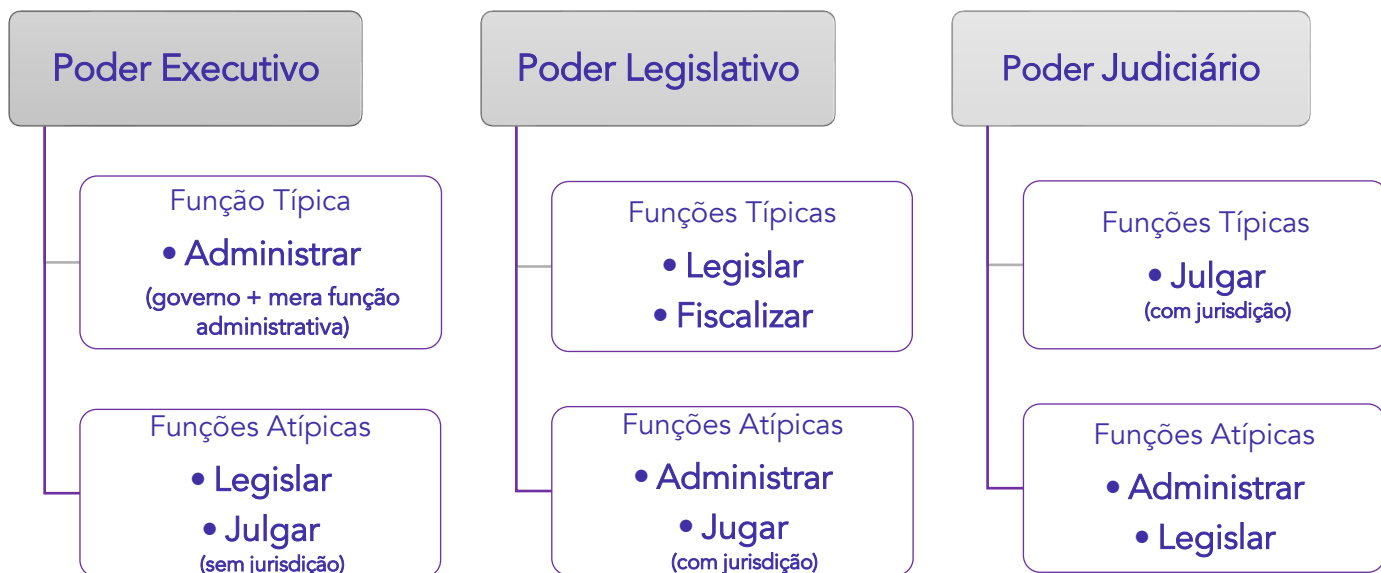 Poder Executivo
Função Típica
• Administrar
(governo + mera função
administrativa)
Funções Atípicas
• Legislar
• Julgar
(sem jurisdição)
Poder Legislativo
Funções Típicas
• Legislar
• Fiscalizar
Funções Atípicas
• Administrar
• Jugar
(com jurisdição)
Poder Judiciário
Funções Típicas
• Julgar
(com jurisdição)
Funções Atípicas
• Administrar
• Legislar